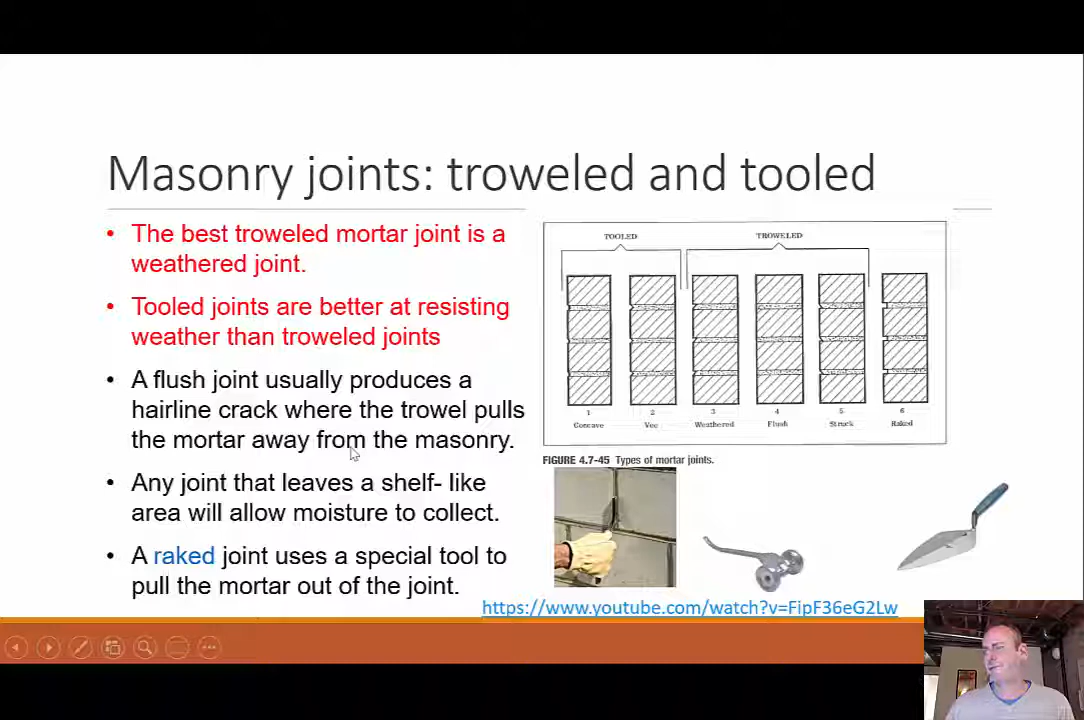 Masonry joints: troweled and tooled
• The best troweled mortar joint is a
weathered joint.
• Tooled joints are better at resisting
weather than troweled joints
• A flush joint usually produces a
hairline crack where the trowel pulls
the mortar away from the masonry.
• Any joint that leaves a shelf- like
area will allow moisture to collect.
• A raked joint uses a special tool to
pull the mortar out of the joint.
TOOLED TROWELED
1 2 3 4 5 6
Concave Vee Weathered Flush Struck Raked
FIGURE 4.7-45 Types of mortar joints.
https://www.youtube.com/watch?v=FipF36eG2Lw